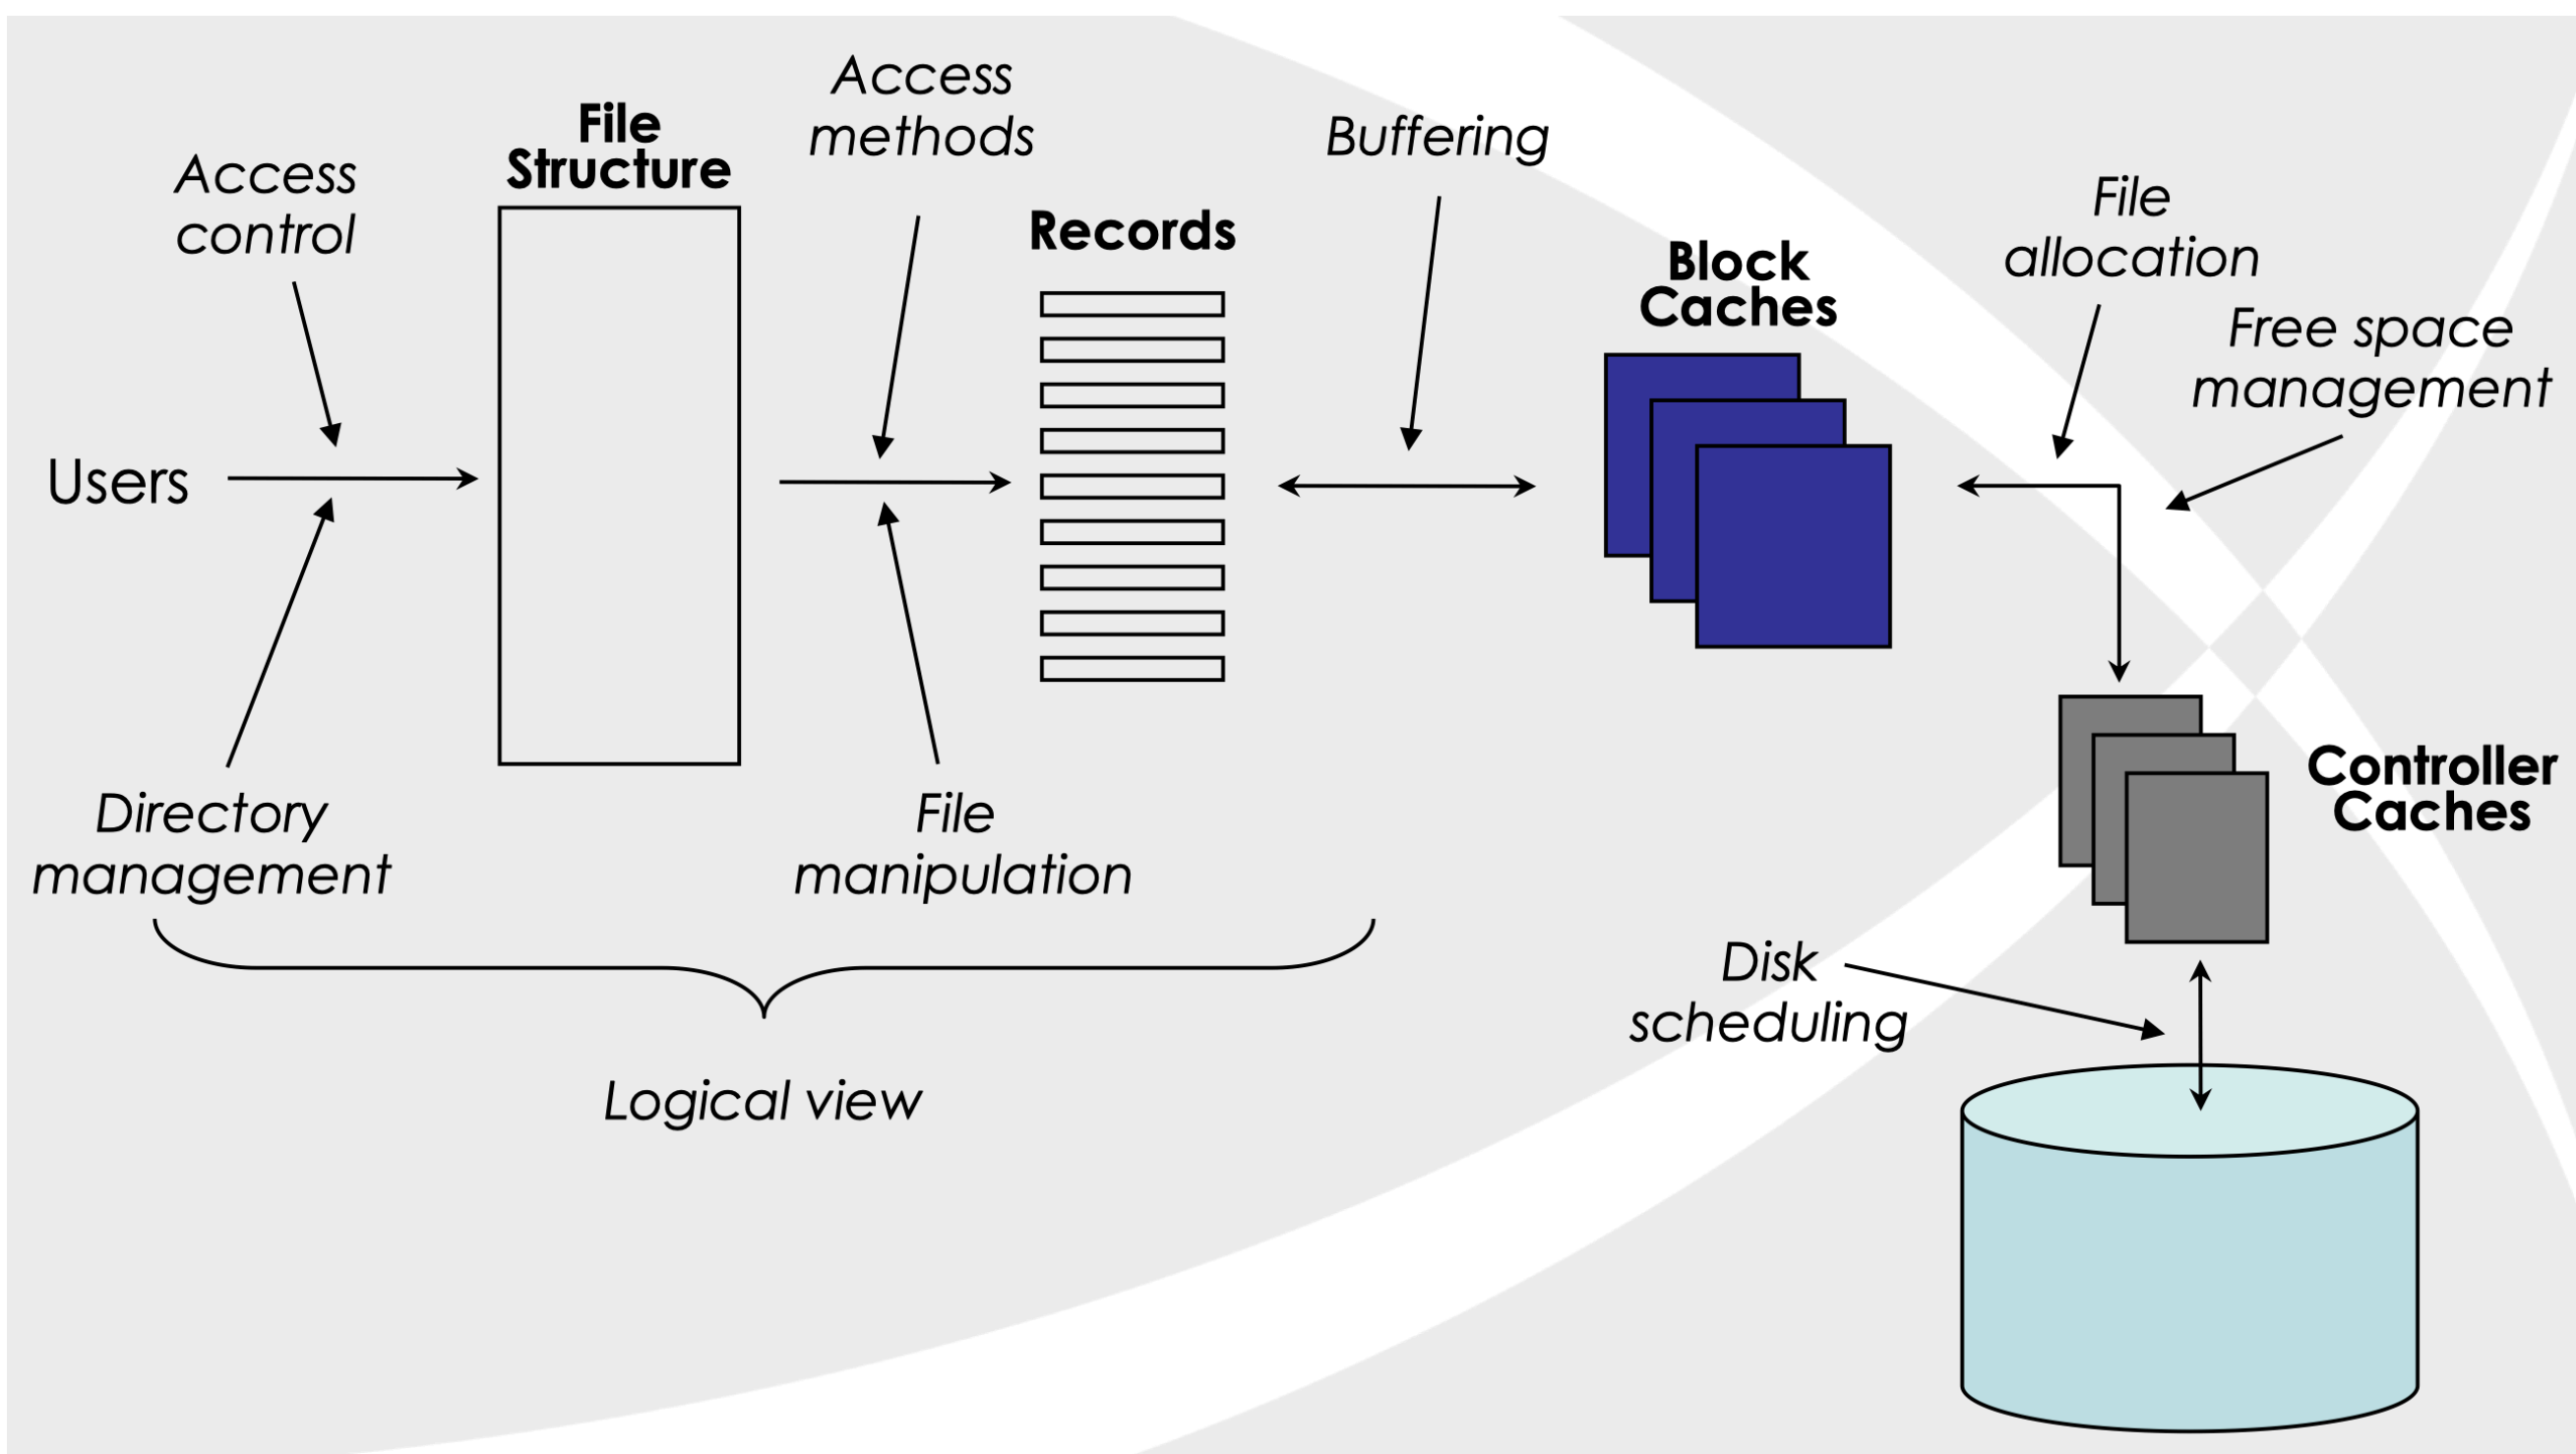 Access
control
File
Structure
Access
methods
Records
Buffering
Block
Caches
File
allocation
Free space
management
Users
Directory
management
File
manipulation
Logical view
Controller
Caches
Disk
scheduling